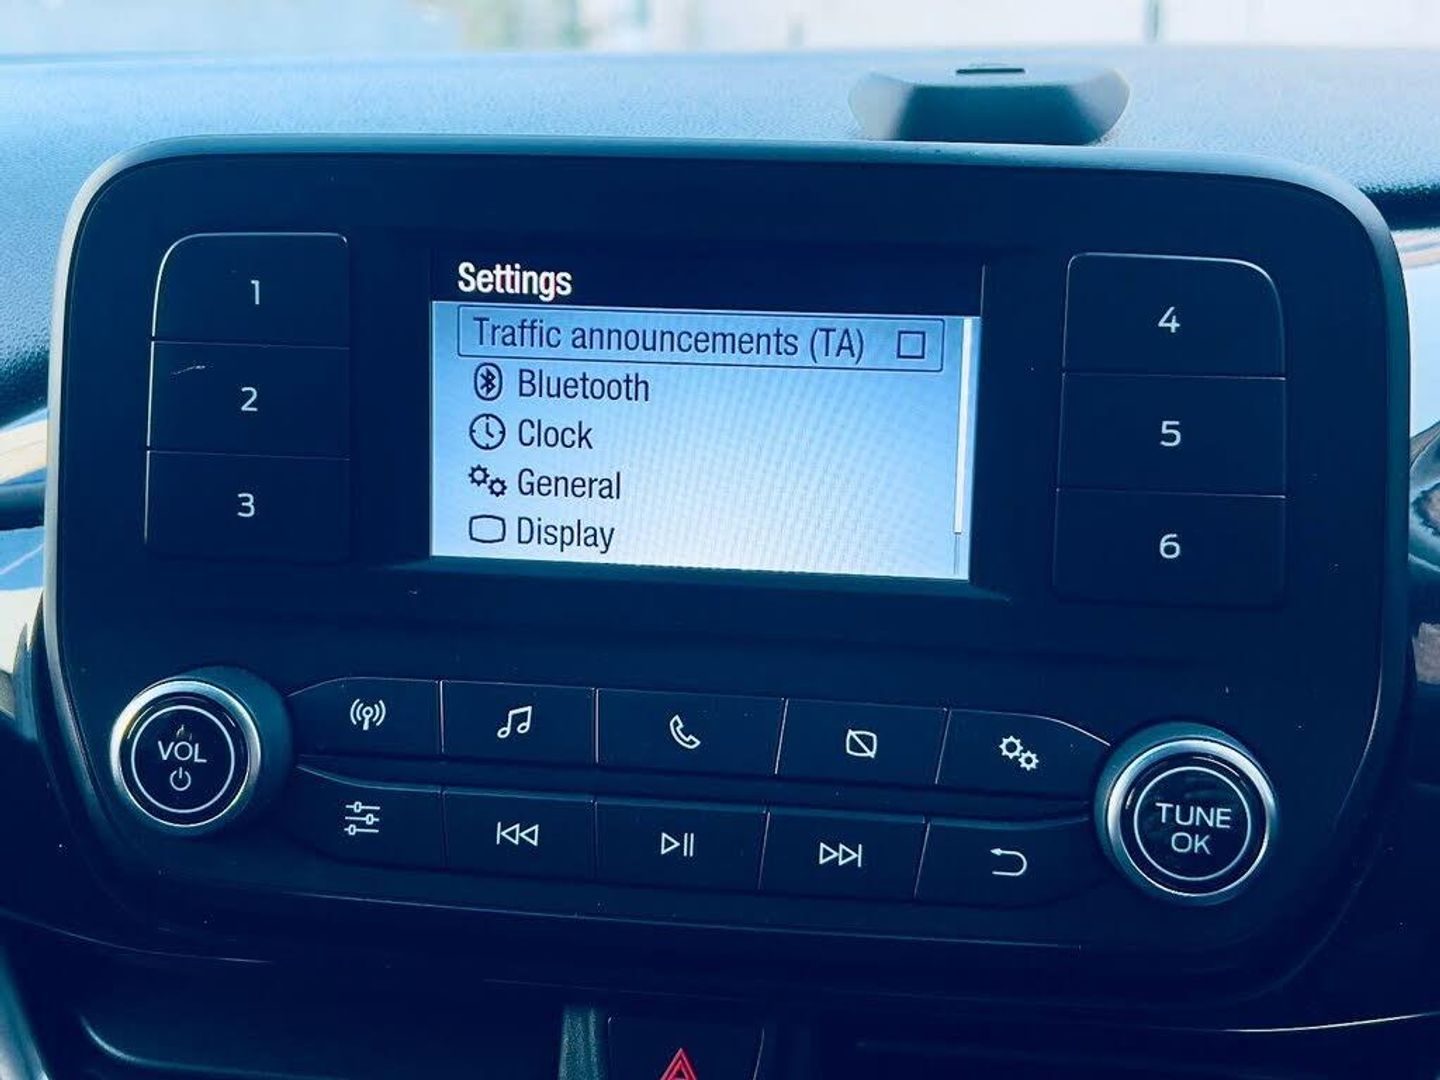 Settings
Traffic announcements (TA)
Bluetooth
Clock
General
Display
1
2
3
4
5
6
VOL
TUNE
OK